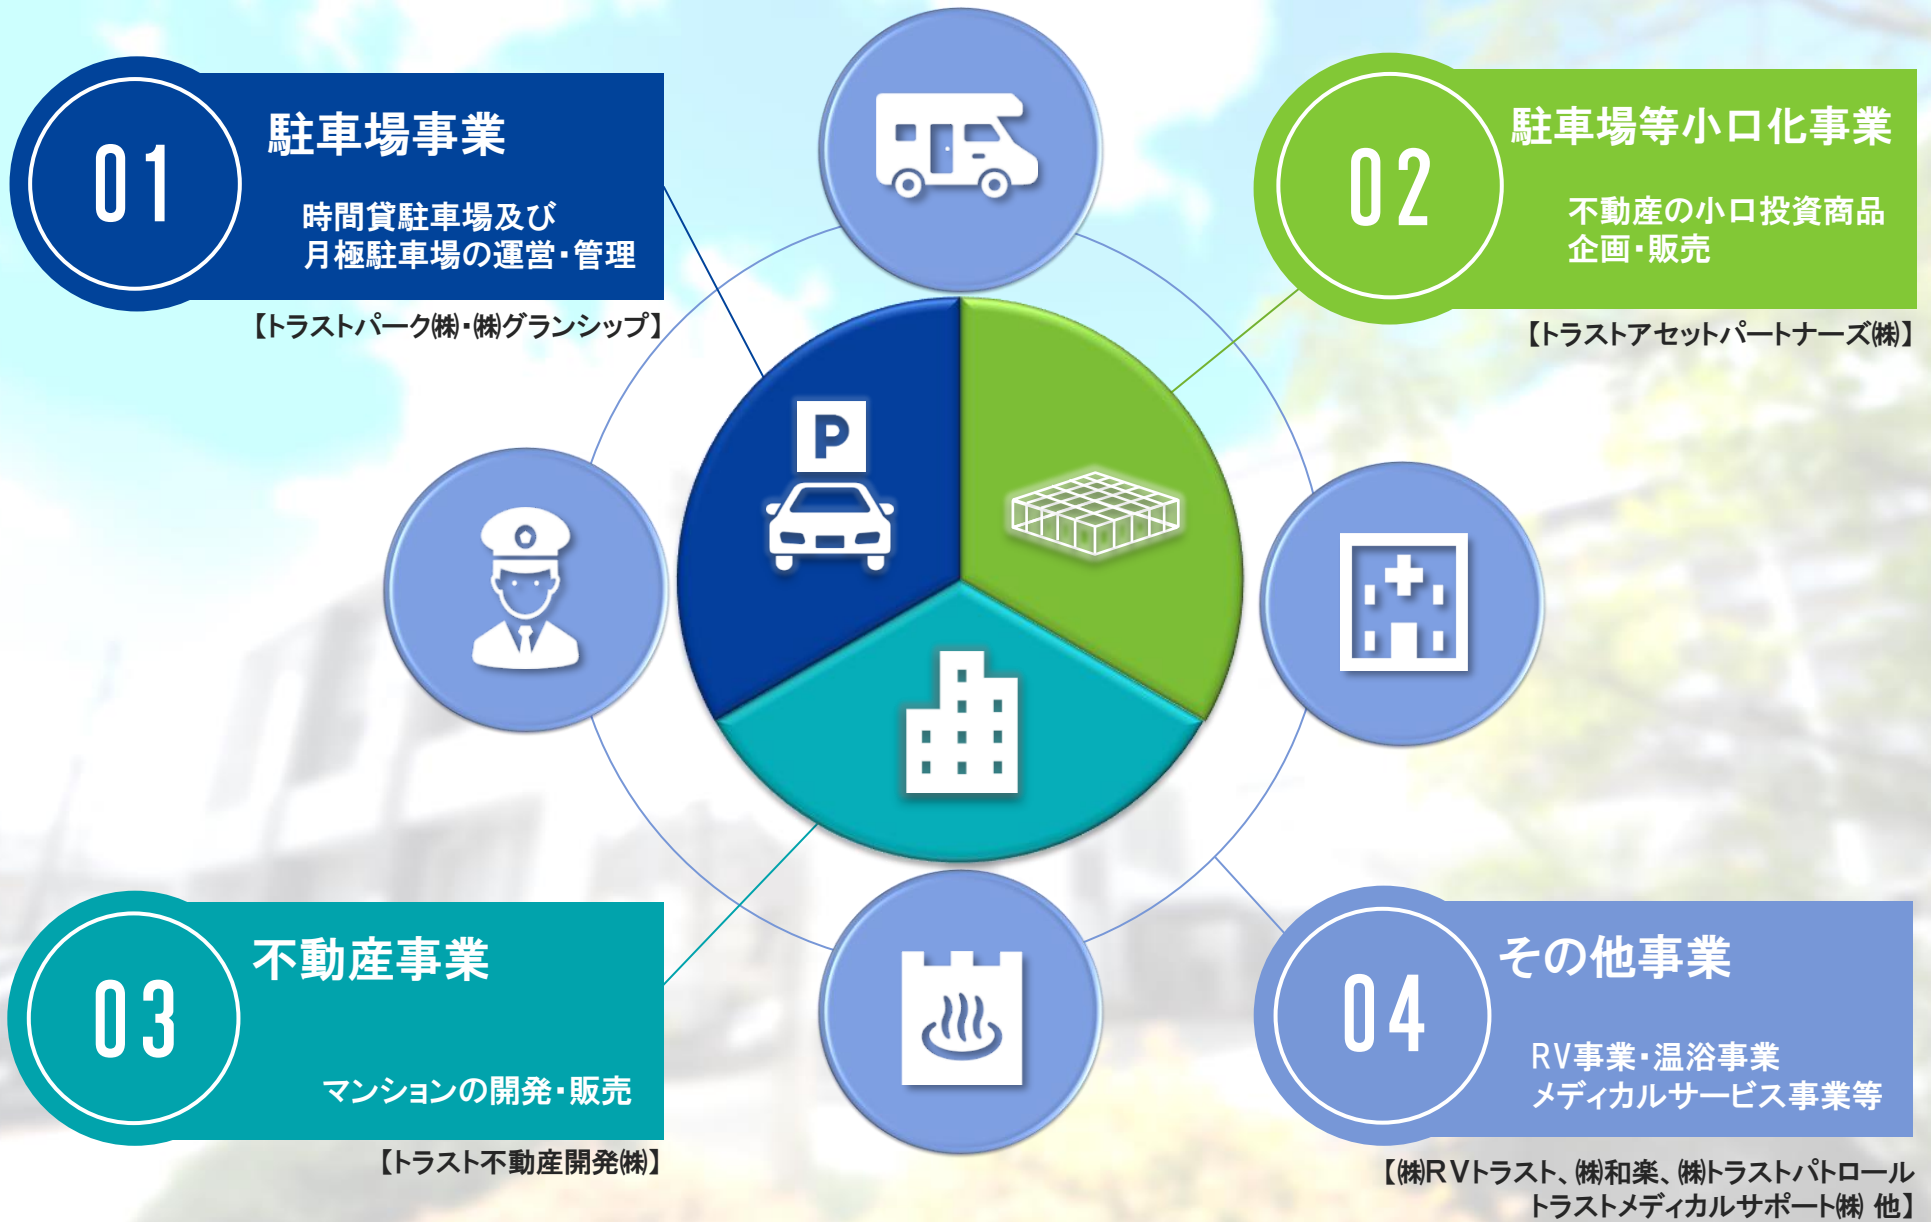 01
駐車場事業
時間貸駐車場及び
月極駐車場の運営・管理
【トラストパーク㈱・㈱グランシップ】
02
駐車場等小口化事業
不動産の小口投資商品
企画・販売
【トラストアセットパートナーズ㈱】
P
03
不動産事業
マンションの開発・販売
【トラスト不動産開発㈱】
04
その他事業
RV事業・温浴事業
メディカルサービス事業等
【㈱RVトラスト、㈱和楽、㈱トラストパトロール
トラストメディカルサポート㈱ 他】